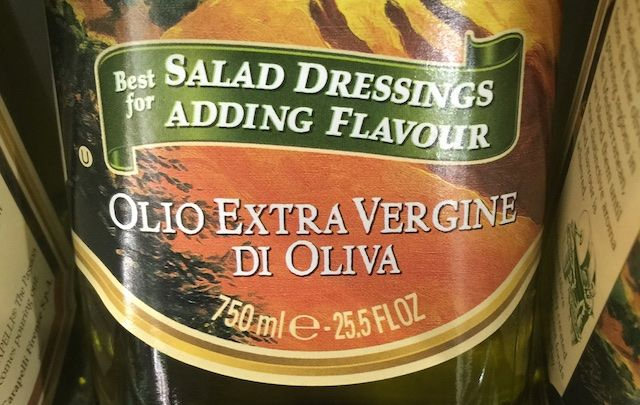 Best for SALAD DRESSINGS
ADDING FLAVOUR
U
OLIO EXTRA VERGINE
DI OLIVA
750 ml e - 25.5 FL OZ